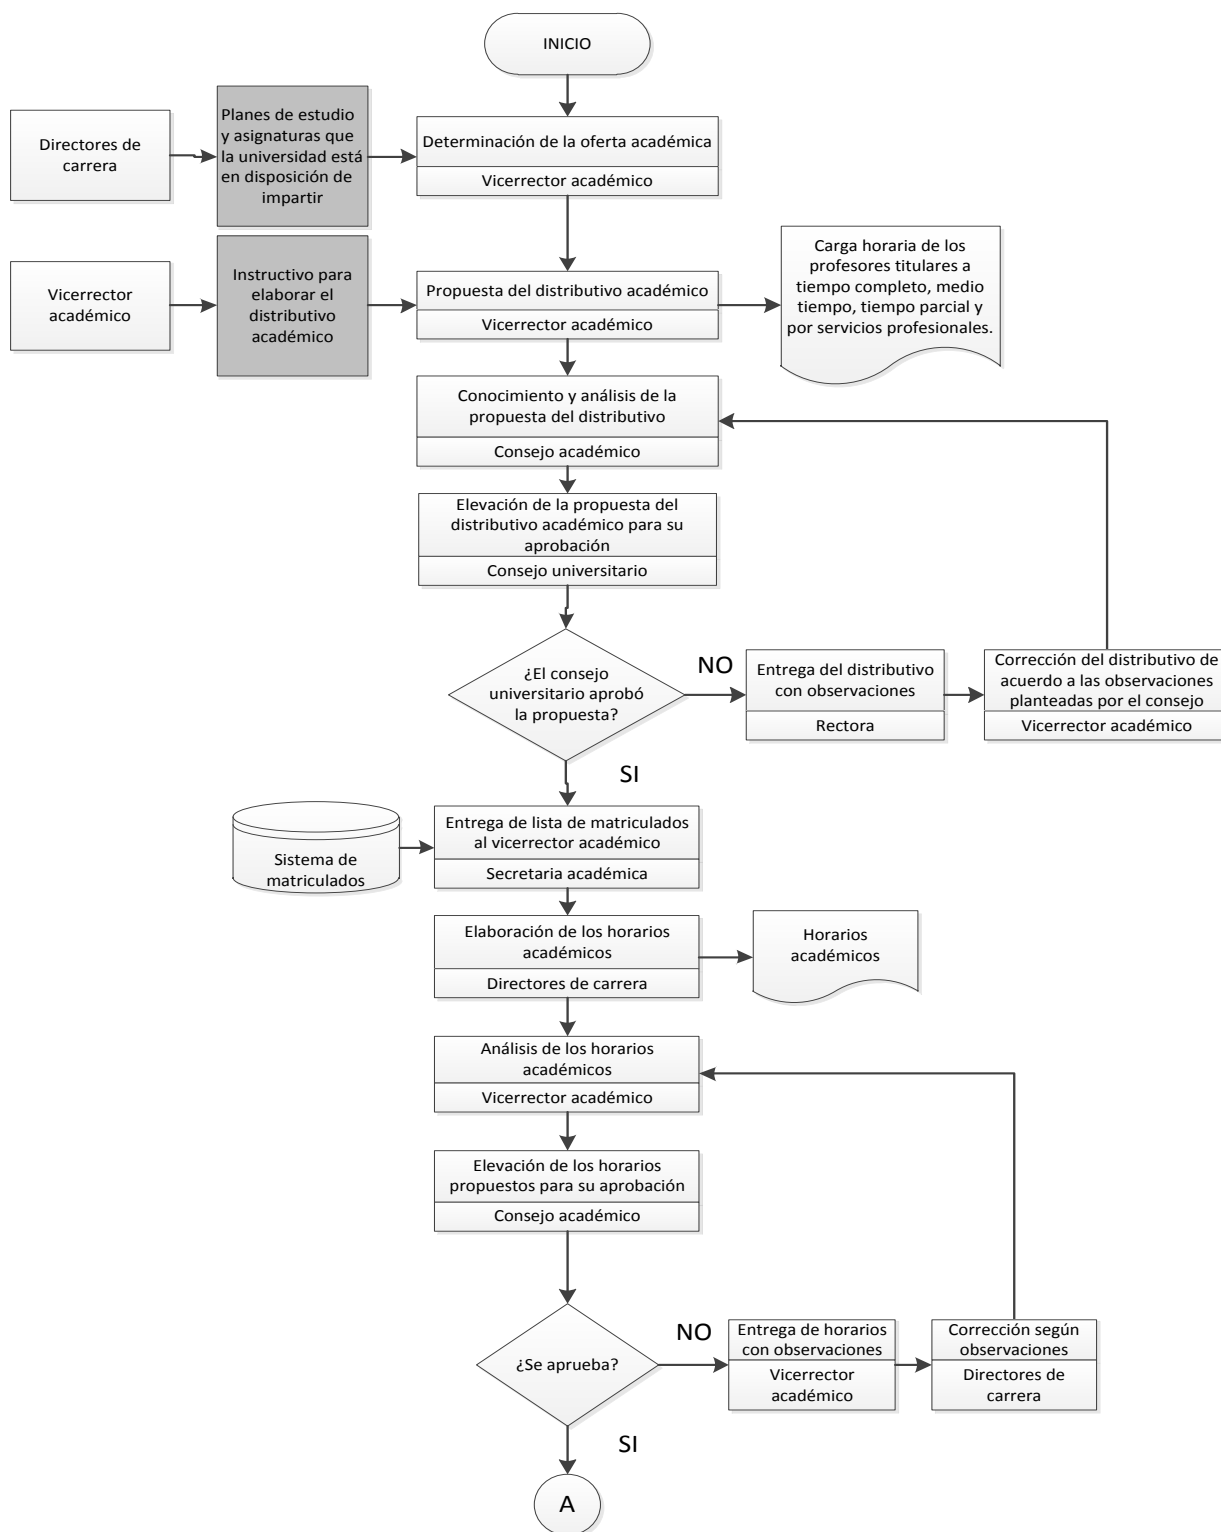 INICIO
Directores de
carrera
Planes de estudio
y asignaturas que
la universidad está
en disposición de
impartir
Determinación de la oferta académica
Vicerrector académico
Vicerrector
académico
Instructivo para
elaborar el
distributivo
académico
Propuesta del distributivo académico
Vicerrector académico
Carga horaria de los
profesores titulares a
tiempo completo, medio
tiempo, tiempo parcial y
por servicios profesionales.
Conocimiento y análisis de la
propuesta del distributivo
Consejo académico
Elevación de la propuesta del
distributivo académico para su
aprobación
Consejo universitario
¿El consejo
universitario aprobó
la propuesta?
NO
Entrega del distributivo
con observaciones
Rectora
Corrección del distributivo de
acuerdo a las observaciones
planteadas por el consejo
Vicerrector académico
SI
Sistema de
matriculados
Entrega de lista de matriculados
al vicerrector académico
Secretaria académica
Elaboración de los horarios
académicos
Directores de carrera
Horarios
académicos
Análisis de los horarios
académicos
Vicerrector académico
Elevación de los horarios
propuestos para su aprobación
Consejo académico
¿Se aprueba?
NO
Entrega de horarios
con observaciones
Vicerrector
académico
Corrección según
observaciones
Directores de
carrera
SI
A